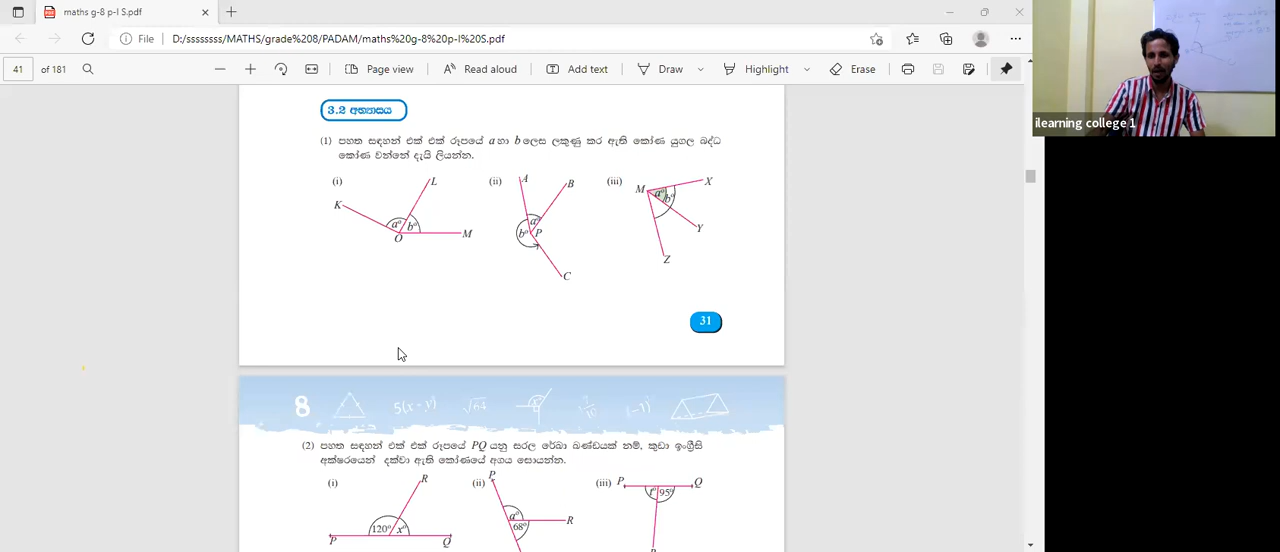 maths g-8 p-I S.pdf
File D:/ssssssss/MATHS/grade%208/PADAM/maths%20g-8%20p-I%20S.pdf
41 of 181 Page view Read aloud Add text Draw Highlight Erase
ilearning college 1
3.2 අභ්‍යාසය
(1) පහත සඳහන් එක් එක් රූපයේ a හා b ලෙස ලකුණු කර ඇති කෝණ යුගල බද්ධ
කෝණ වන්නේ දැයි ලියන්න.
(i) (ii) (iii)
K L a° b° O M
A B a° b° P C
M X a° b° Y Z
31
8 5(x - y) √64 7/10 (-1)
(2) පහත සඳහන් එක් එක් රූපයේ PQ යනු සරල රේඛා ඛණ්ඩයක් නම්, කුඩා ඉංග්‍රීසි
අක්ෂරයෙන් දක්වා ඇති කෝණයේ අගය සොයන්න.
(i) (ii) (iii)
R 120° x° P Q
P a° 68° R
P Q f° 95°